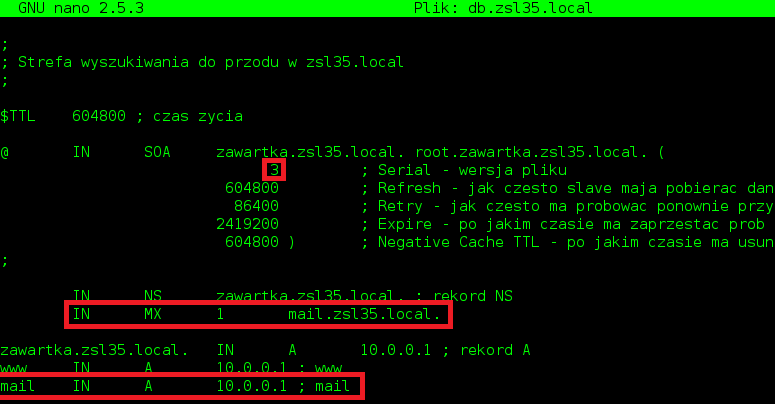 GNU nano 2.5.3 Plik: db.zsl35.local
;
; Strefa wyszukiwania do przodu w zsl35.local
;
$TTL 604800 ; czas zycia
@ IN SOA zawartka.zsl35.local. root.zawartka.zsl35.local. (
3 ; Serial - wersja pliku
604800 ; Refresh - jak czesto slave maja pobierac dan
86400 ; Retry - jak czesto ma probowac ponownie przy
2419200 ; Expire - po jakim czasie ma zaprzestac prob
604800 ) ; Negative Cache TTL - po jakim czasie ma usun
;
IN NS zawartka.zsl35.local. ; rekord NS
IN MX 1 mail.zsl35.local.
zawartka.zsl35.local. IN A 10.0.0.1 ; rekord A
www IN A 10.0.0.1 ; www
mail IN A 10.0.0.1 ; mail